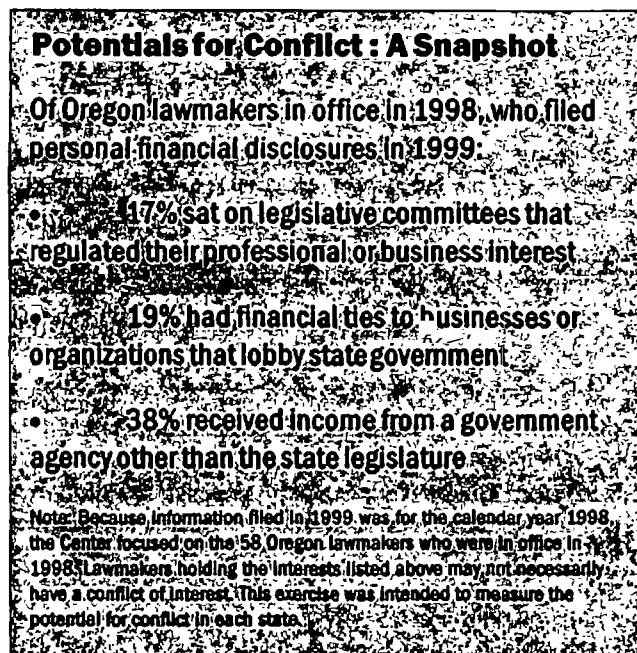 Potentials for Conflict : A Snapshot
Of Oregon lawmakers in office in 1998, who filed
personal financial disclosures in 1999:
• 17% sat on legislative committees that
regulated their professional or business interest
• 19% had financial ties to businesses or
organizations that lobby state government
• 38% received income from a government
agency other than the state legislature
Note: Because information filed in 1999 was for the calendar year 1998,
the Center focused on the 58 Oregon lawmakers who were in office in
1998. Lawmakers holding the interests listed above may not necessarily
have a conflict of interest. This exercise was intended to measure the
potential for conflict in each state.